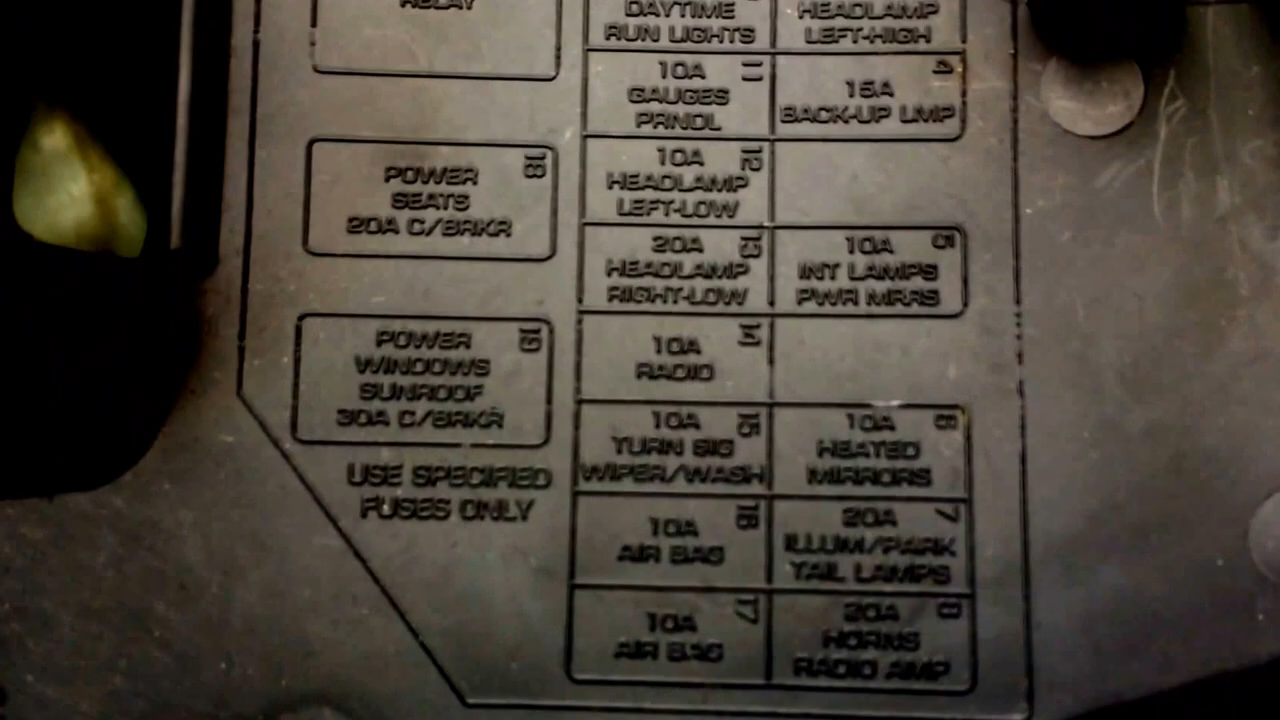 RELAY
18
POWER
SEATS
20A C/BRKR
19
POWER
WINDOWS
SUNROOF
30A C/BRKR
USE SPECIFIED
FUSES ONLY
DAYTIME
RUN LIGHTS
11
10A
GAUGES
PRNDL
12
10A
HEADLAMP
LEFT-LOW
13
20A
HEADLAMP
RIGHT-LOW
14
10A
RADIO
15
10A
TURN SIG
WIPER/WASH
16
10A
AIR BAG
17
10A
AIR BAG
HEADLAMP
LEFT-HIGH
4
15A
BACK-UP LMP
5
10A
INT LAMPS
PWR MRRS
6
10A
HEATED
MIRRORS
7
20A
ILLUM/PARK
TAIL LAMPS
8
20A
HORNS
RADIO AMP